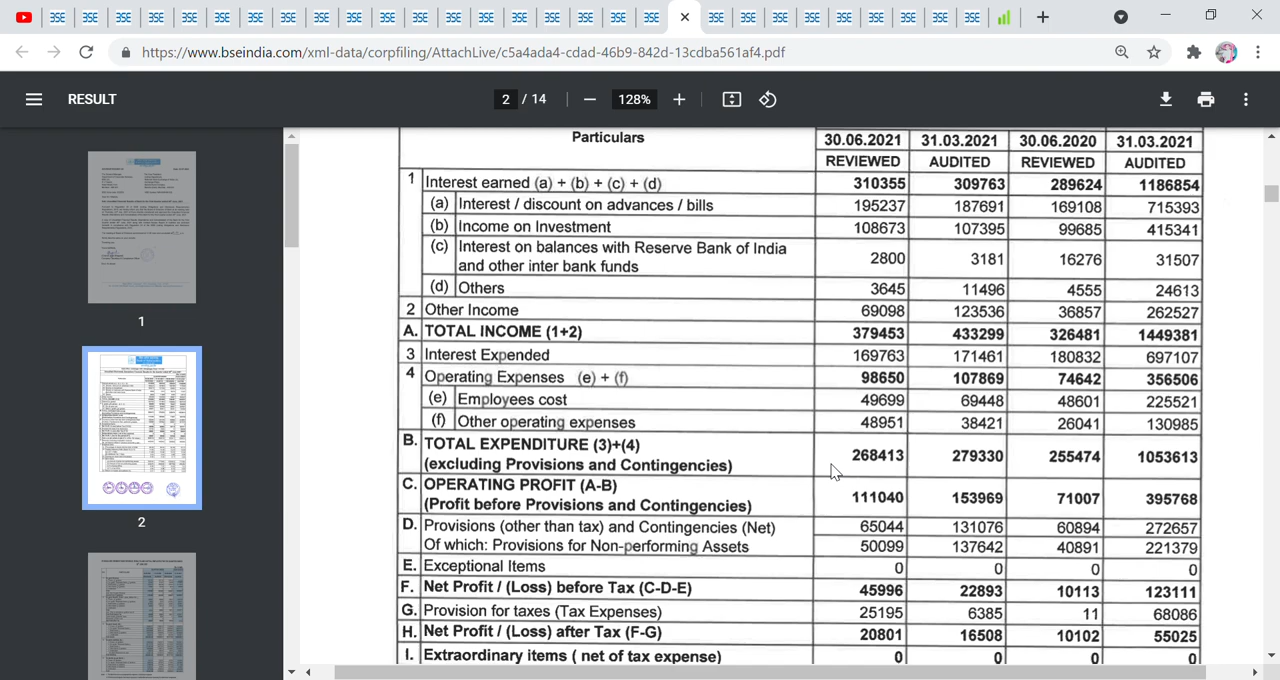 https://www.bseindia.com/xml-data/corpfiling/AttachLive/c5a4ada4-cdad-46b9-842d-13cdba561af4.pdf
RESULT
2 / 14
128%
Particulars 30.06.2021 31.03.2021 30.06.2020 31.03.2021
REVIEWED AUDITED REVIEWED AUDITED
1 Interest earned (a) + (b) + (c) + (d) 310355 309763 289624 1186854
(a) Interest / discount on advances / bills 195237 187691 169108 715393
(b) Income on Investment 108673 107395 99685 415341
(c) Interest on balances with Reserve Bank of India
and other inter bank funds 2800 3181 16276 31507
(d) Others 3645 11496 4555 24613
2 Other Income 69098 123536 36857 262527
A. TOTAL INCOME (1+2) 379453 433299 326481 1449381
3 Interest Expended 169763 171461 180832 697107
4 Operating Expenses (e) + (f) 98650 107869 74642 356506
(e) Employees cost 49699 69448 48601 225521
(f) Other operating expenses 48951 38421 26041 130985
B. TOTAL EXPENDITURE (3)+(4)
(excluding Provisions and Contingencies) 268413 279330 255474 1053613
C. OPERATING PROFIT (A-B)
(Profit before Provisions and Contingencies) 111040 153969 71007 395768
D. Provisions (other than tax) and Contingencies (Net) 65044 131076 60894 272657
Of which: Provisions for Non-performing Assets 50099 137642 40891 221379
E. Exceptional Items 0 0 0 0
F. Net Profit / (Loss) before Tax (C-D-E) 45996 22893 10113 123111
G. Provision for taxes (Tax Expenses) 25195 6385 11 68086
H. Net Profit / (Loss) after Tax (F-G) 20801 16508 10102 55025
I. Extraordinary items ( net of tax expense) 0 0 0 0
1
2